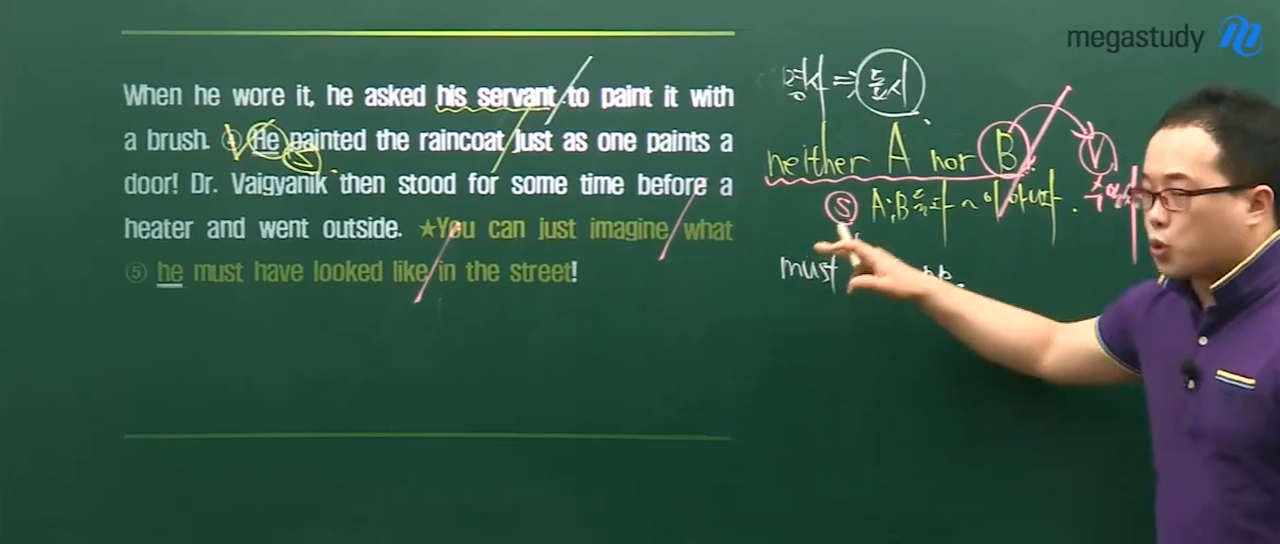 megastudy
When he wore it, he asked his servant to paint it with
a brush. ④ He painted the raincoat just as one paints a
door! Dr. Vaigyanik then stood for some time before a
heater and went outside. ★You can just imagine what
⑤ he must have looked like in the street!
명사 ⇒ 동시
neither A nor B V
Ⓢ A, B 둘다 ~이 아니다.
must p.p.